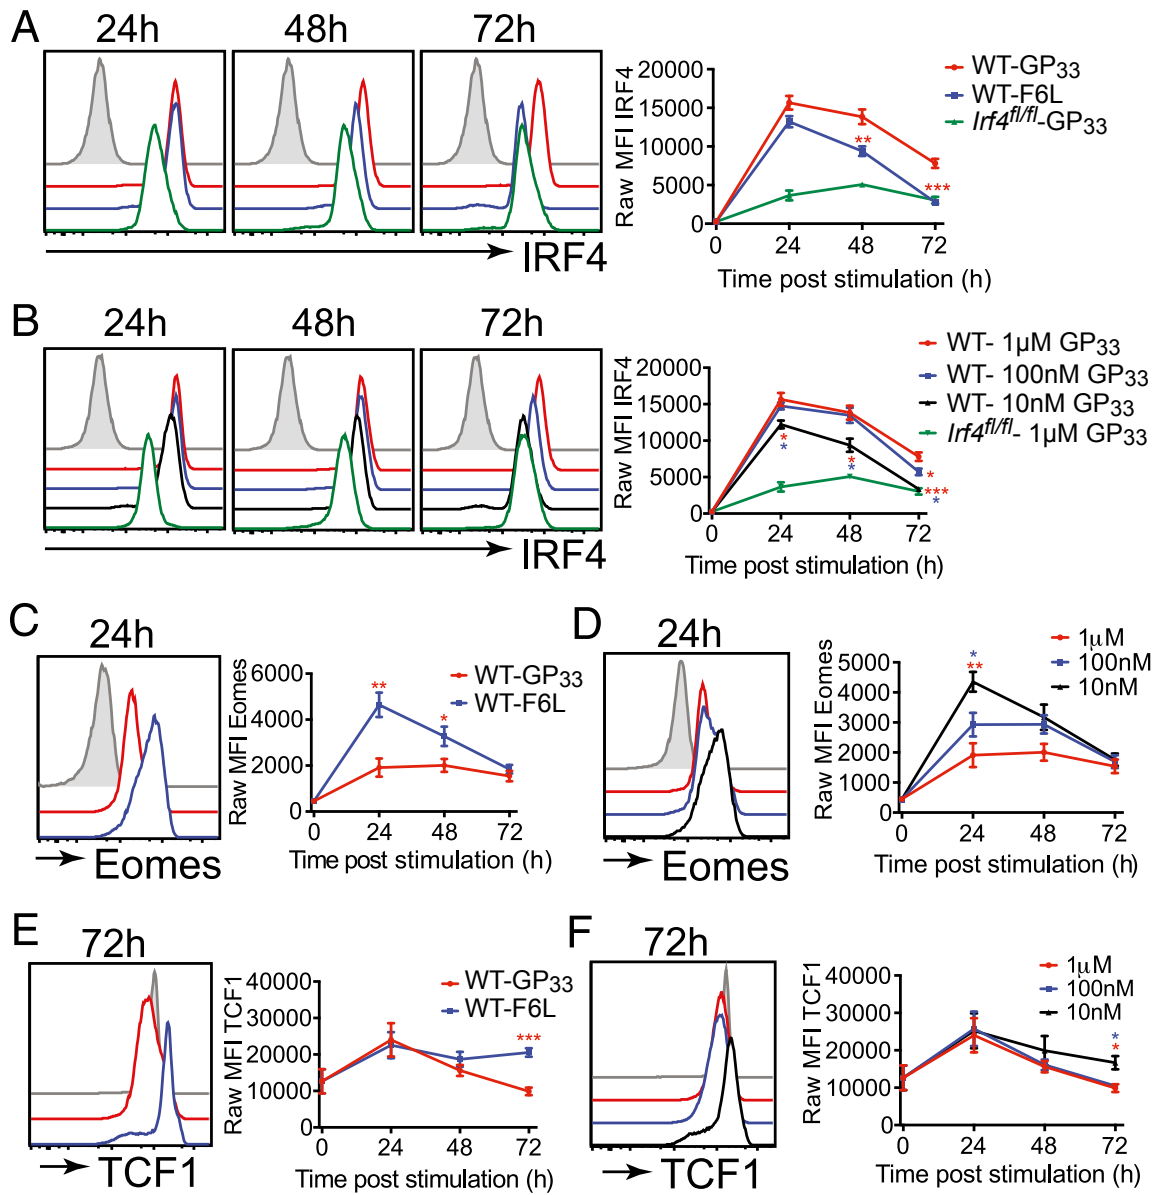 A
24h 48h 72h
IRF4
Raw MFI IRF4
20000
15000
10000
5000
0
0 24 48 72
Time post stimulation (h)
WT-GP33
WT-F6L
Irf4fl/fl-GP33
**
***
B
24h 48h 72h
IRF4
Raw MFI IRF4
20000
15000
10000
5000
0
0 24 48 72
Time post stimulation (h)
WT- 1µM GP33
WT- 100nM GP33
WT- 10nM GP33
Irf4fl/fl- 1µM GP33
*
*
*
*
*
***
*
C
24h
Eomes
Raw MFI Eomes
6000
4000
2000
0
0 24 48 72
Time post stimulation (h)
WT-GP33
WT-F6L
**
*
D
24h
Eomes
Raw MFI Eomes
5000
4000
3000
2000
1000
0
0 24 48 72
Time post stimulation (h)
1µM
100nM
10nM
*
**
E
72h
TCF1
Raw MFI TCF1
40000
30000
20000
10000
0
0 24 48 72
Time post stimulation (h)
WT-GP33
WT-F6L
***
F
72h
TCF1
Raw MFI TCF1
40000
30000
20000
10000
0
0 24 48 72
Time post stimulation (h)
1µM
100nM
10nM
*
*